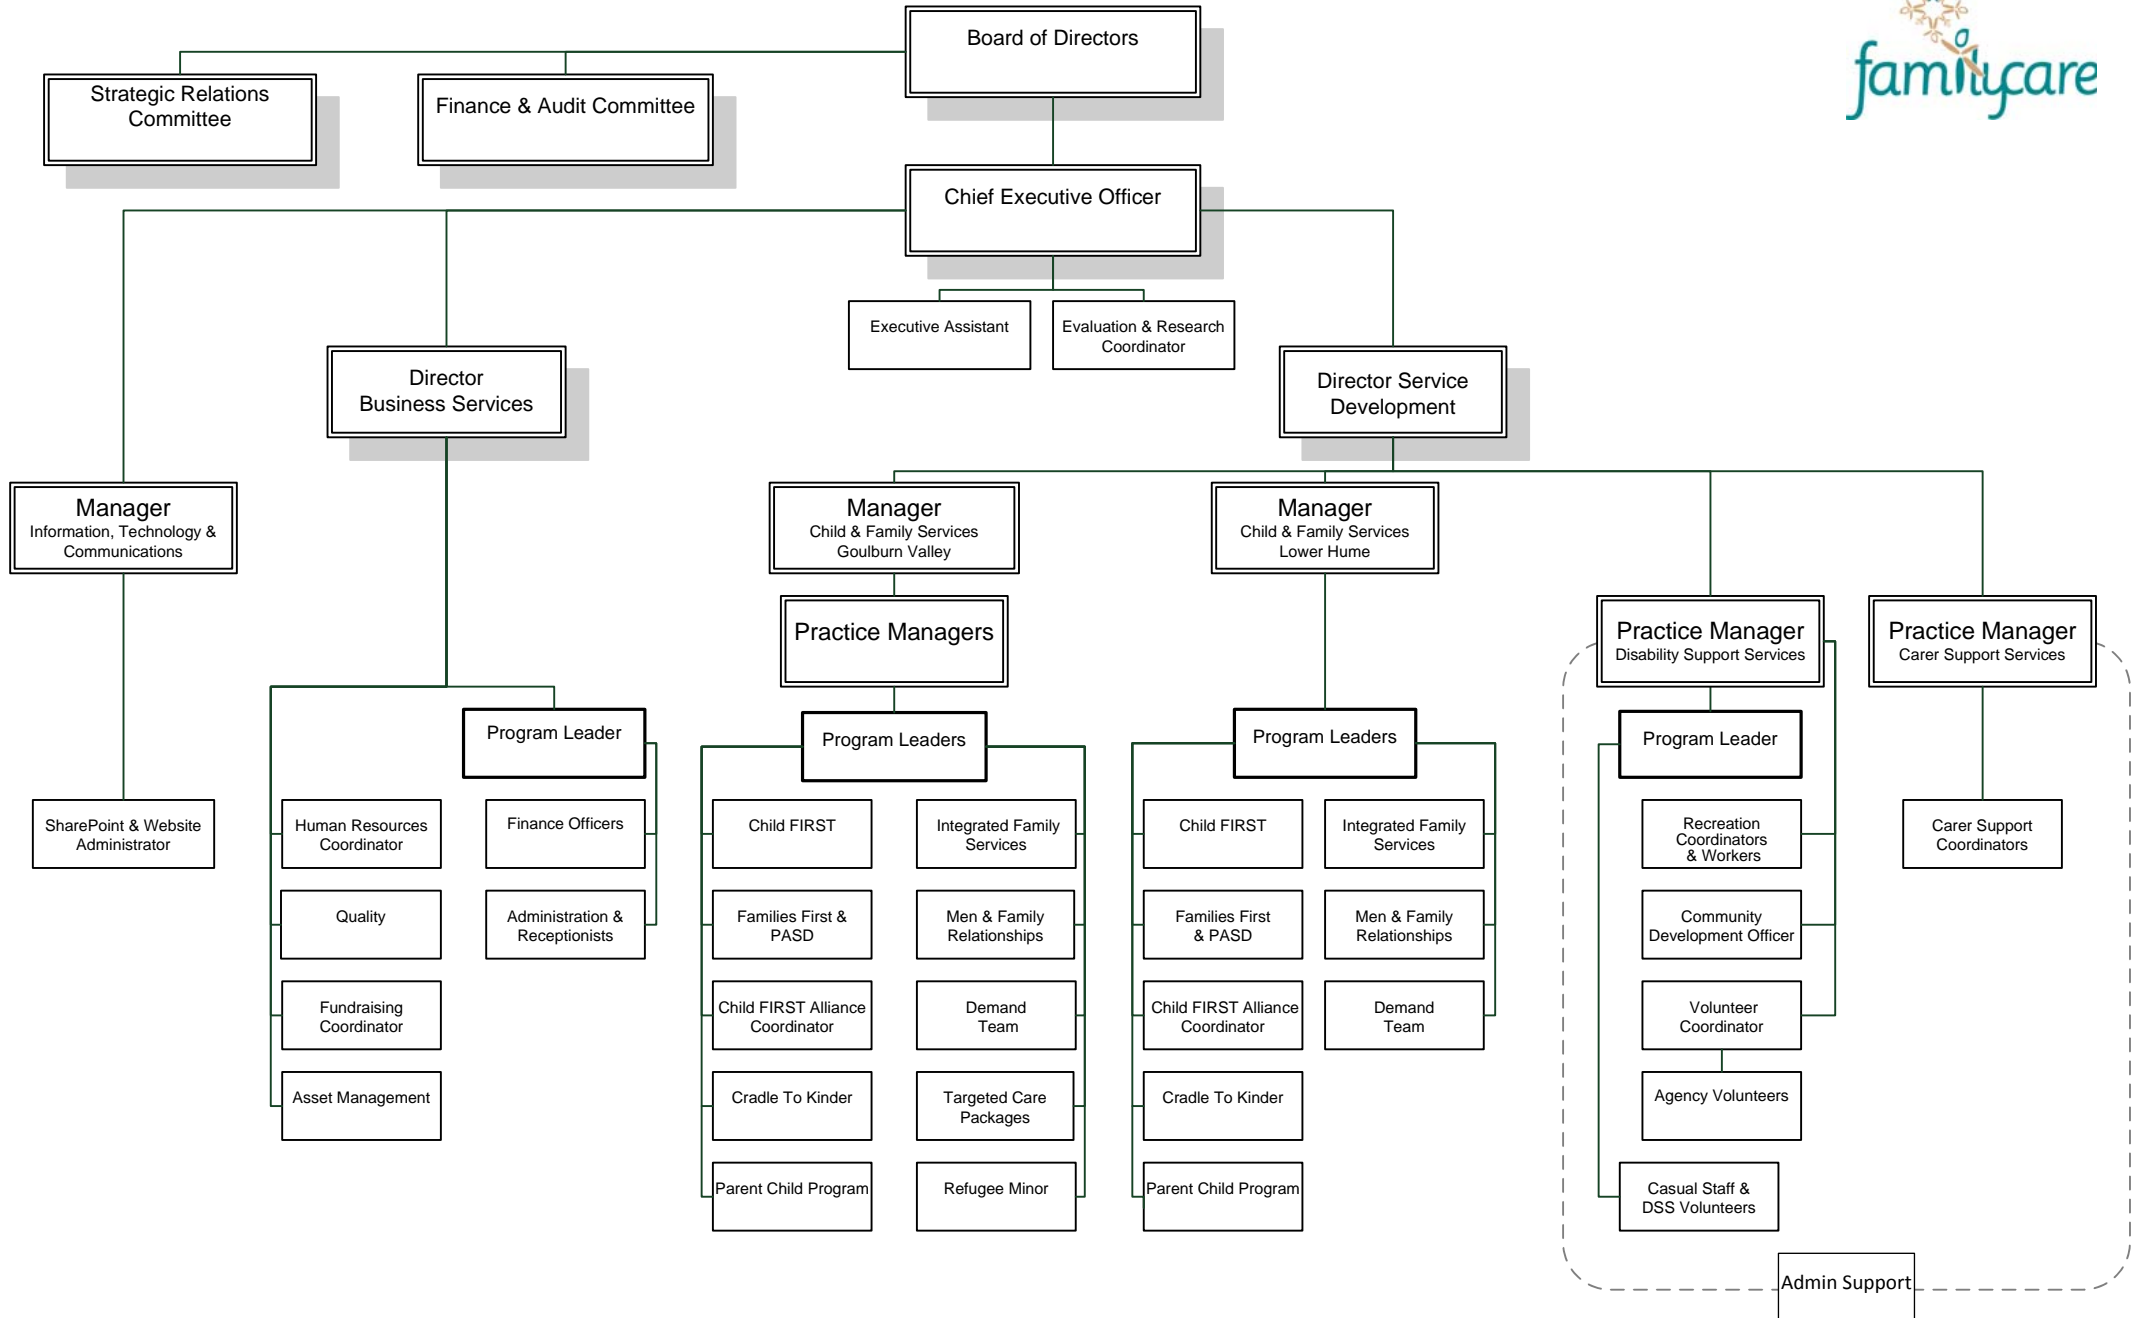 Board of Directors
familycare
Strategic Relations
Committee
Finance & Audit Committee
Chief Executive Officer
Executive Assistant
Evaluation & Research
Coordinator
Director
Business Services
Director Service
Development
Manager
Information, Technology &
Communications
Manager
Child & Family Services
Goulburn Valley
Manager
Child & Family Services
Lower Hume
Practice Managers
Practice Manager
Disability Support Services
Practice Manager
Carer Support Services
Program Leader
Program Leaders
Program Leaders
Program Leader
SharePoint & Website
Administrator
Human Resources
Coordinator
Finance Officers
Child FIRST
Integrated Family
Services
Child FIRST
Integrated Family
Services
Recreation
Coordinators
& Workers
Carer Support
Coordinators
Quality
Administration &
Receptionists
Families First &
PASD
Men & Family
Relationships
Families First
& PASD
Men & Family
Relationships
Community
Development Officer
Fundraising
Coordinator
Child FIRST Alliance
Coordinator
Demand
Team
Child FIRST Alliance
Coordinator
Demand
Team
Volunteer
Coordinator
Asset Management
Cradle To Kinder
Targeted Care
Packages
Cradle To Kinder
Agency Volunteers
Parent Child Program
Refugee Minor
Parent Child Program
Casual Staff &
DSS Volunteers
Admin Support